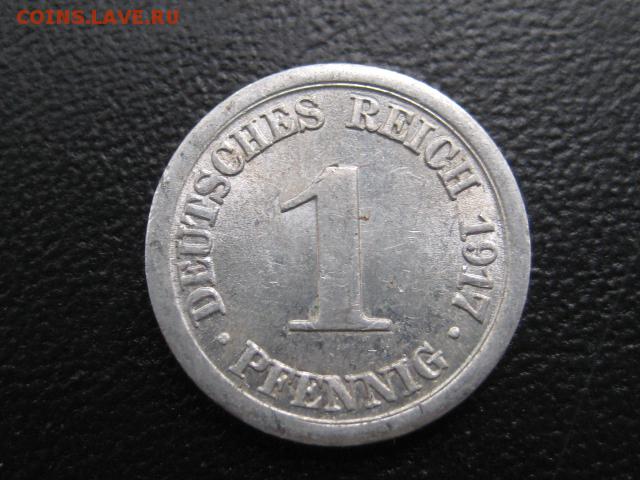 COINS.LAVE.RU
DEUTSCHES REICH 1917
1
· PFENNIG ·